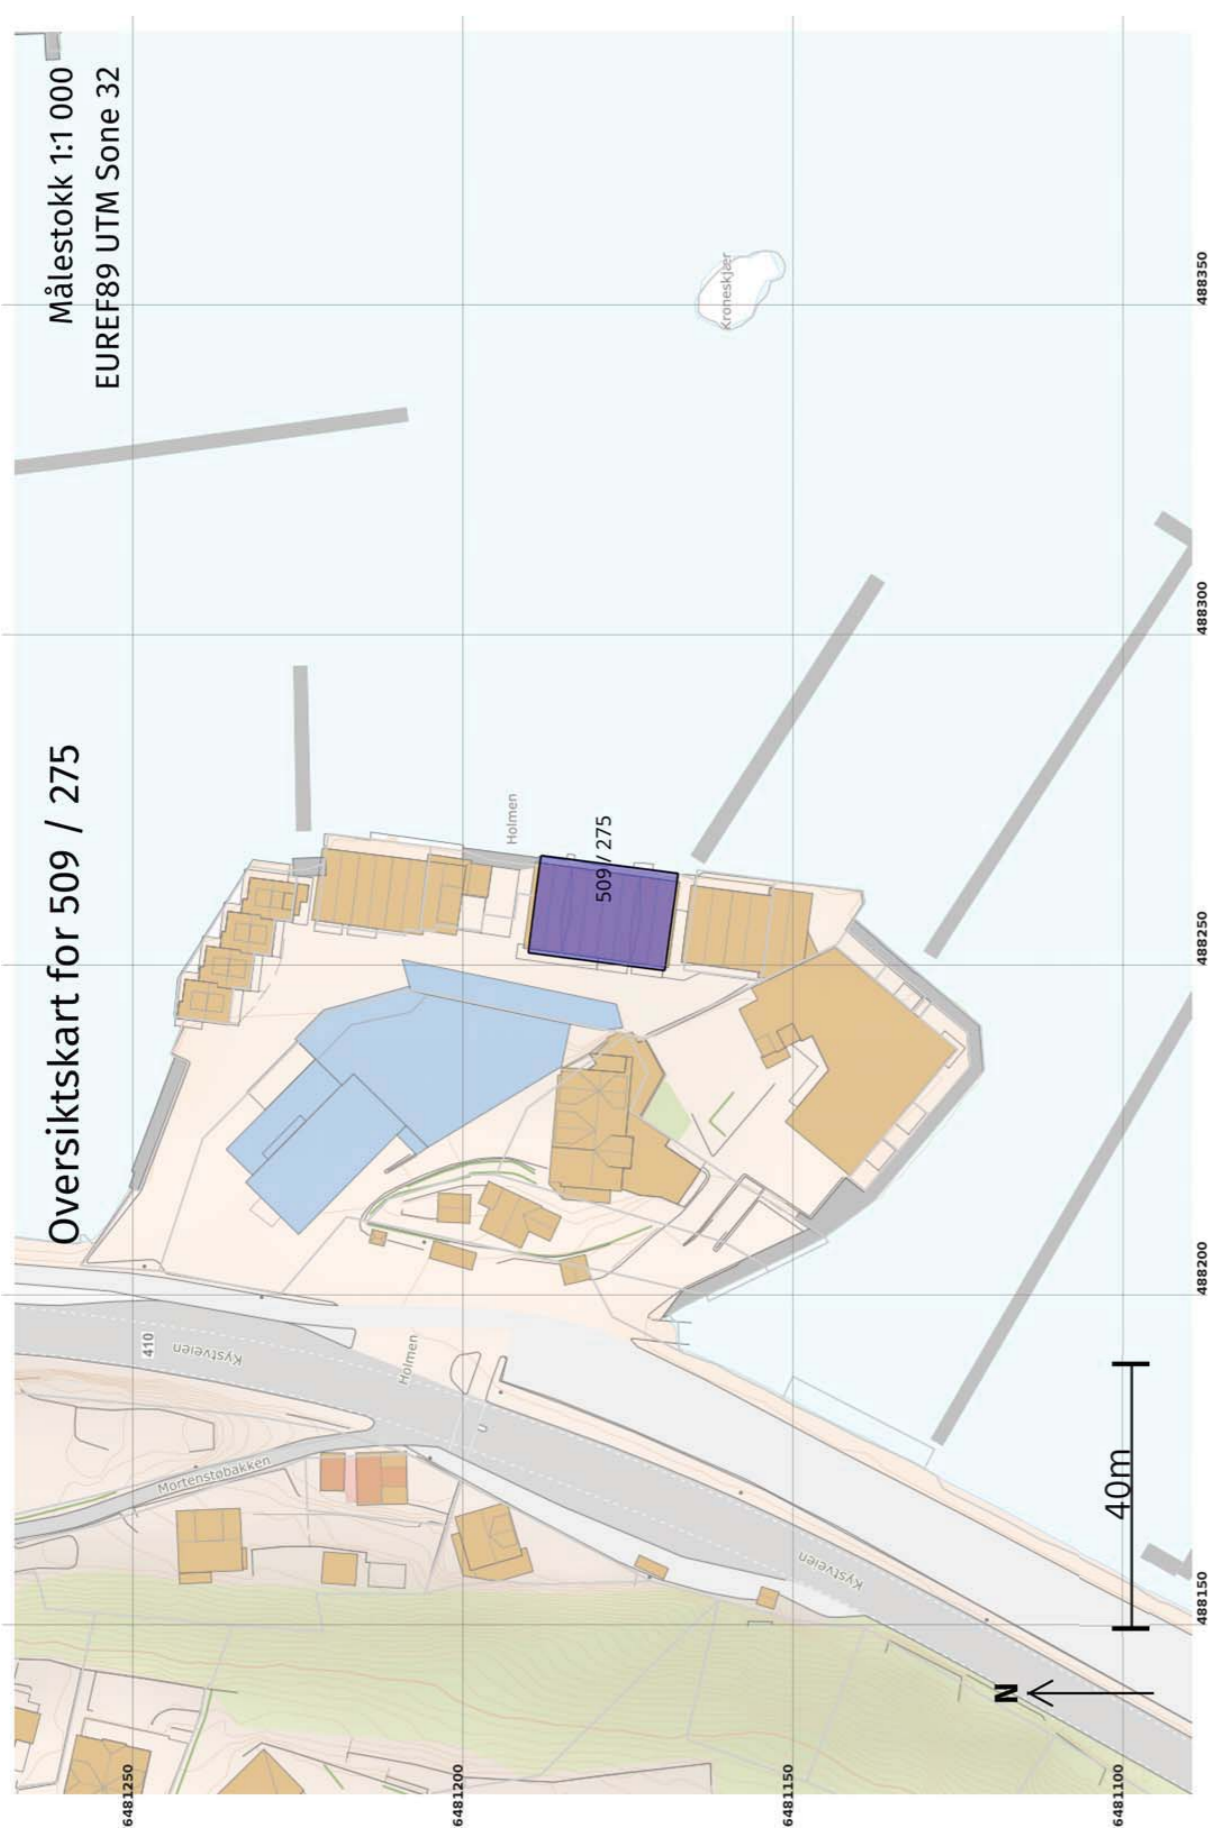 Oversiktskart for 509 / 275
Målestokk 1:1 000
EUREF89 UTM Sone 32
6481250
410
Kystveien
Mortenstøbakken
Holmen
6481200
Holmen
509 / 275
Kroneskjær
6481150
Kystveien
6481100
40m
N
488150
488200
488250
488300
488350